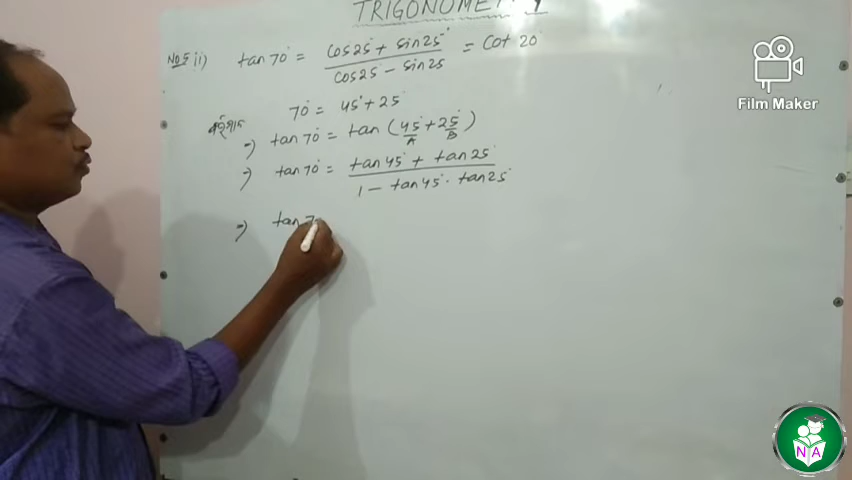 TRIGONOMETRY
No 5 ii) tan 70° = cos25° + sin25° / cos25 - sin25 = Cot 20°
70° = 45° + 25°
⇒ tan 70° = tan (45° + 25°)
A B
⇒ tan 70° = tan 45° + tan 25° / 1 - tan 45° . tan 25°
⇒ tan 7
Film Maker
NA